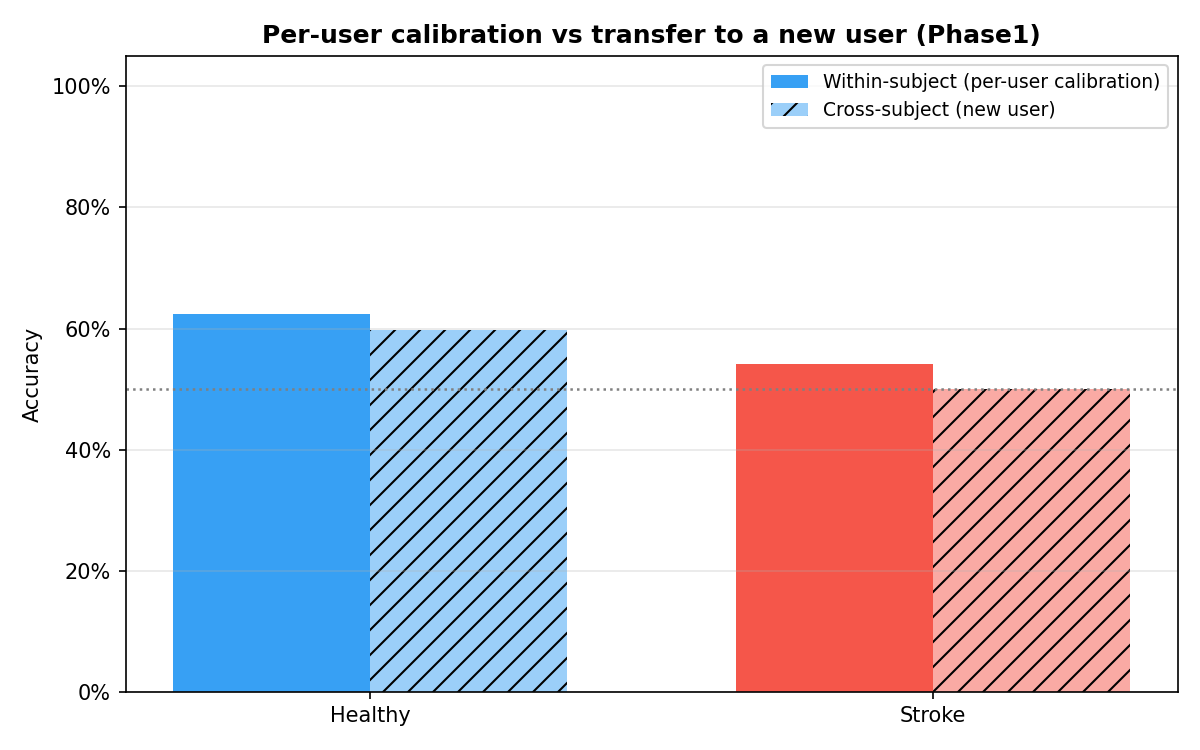 Per-user calibration vs transfer to a new user (Phase1)
Within-subject (per-user calibration)
Cross-subject (new user)
Accuracy
100%
80%
60%
40%
20%
0%
Healthy
Stroke